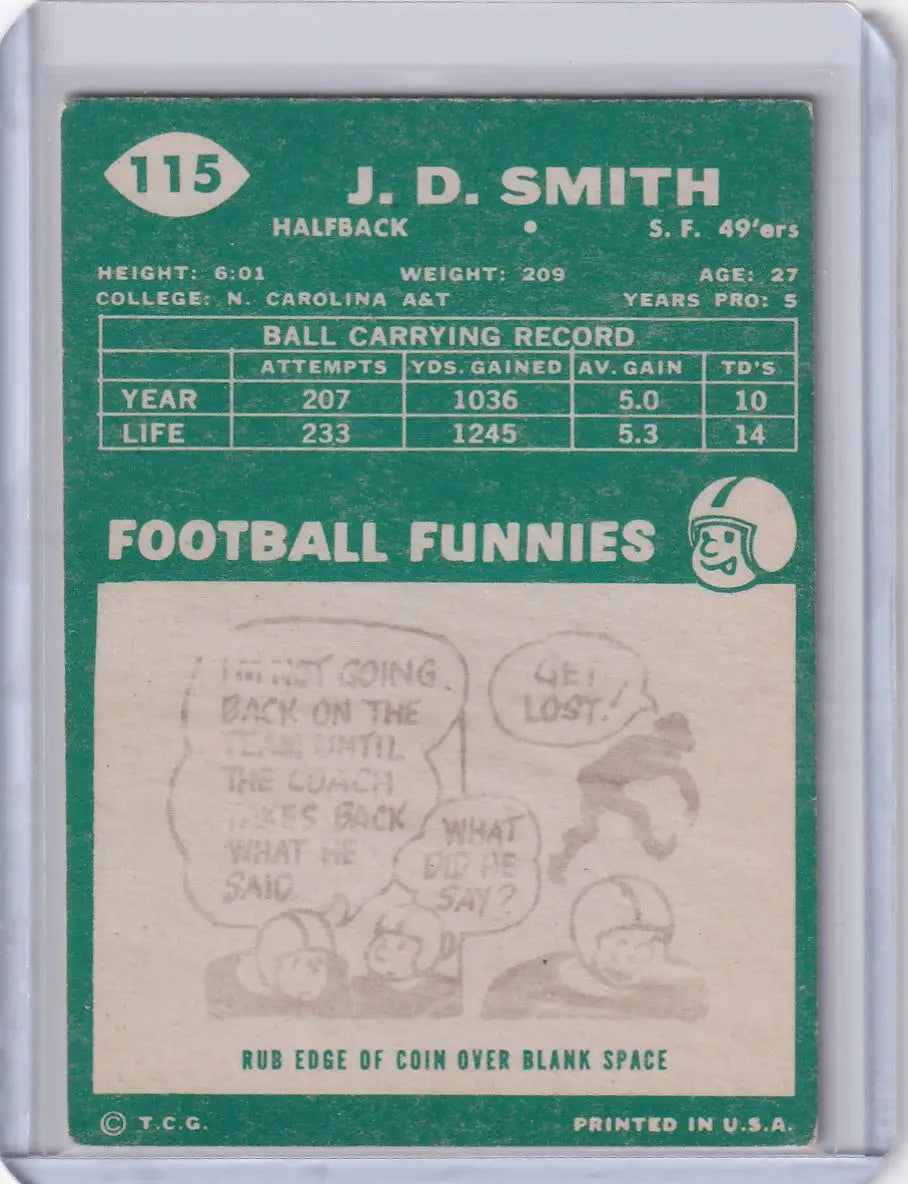 115
J. D. SMITH
HALFBACK • S. F. 49'ers
HEIGHT: 6:01 WEIGHT: 209 AGE: 27
COLLEGE: N. CAROLINA A&T YEARS PRO: 5
BALL CARRYING RECORD
ATTEMPTS YDS. GAINED AV. GAIN TD'S
YEAR 207 1036 5.0 10
LIFE 233 1245 5.3 14
FOOTBALL FUNNIES
I'M NOT GOING
BACK ON THE
TEAM UNTIL
THE COACH
TAKES BACK
WHAT HE
SAID.
WHAT
DID HE
SAY?
GET
LOST!
RUB EDGE OF COIN OVER BLANK SPACE
© T.C.G. PRINTED IN U.S.A.